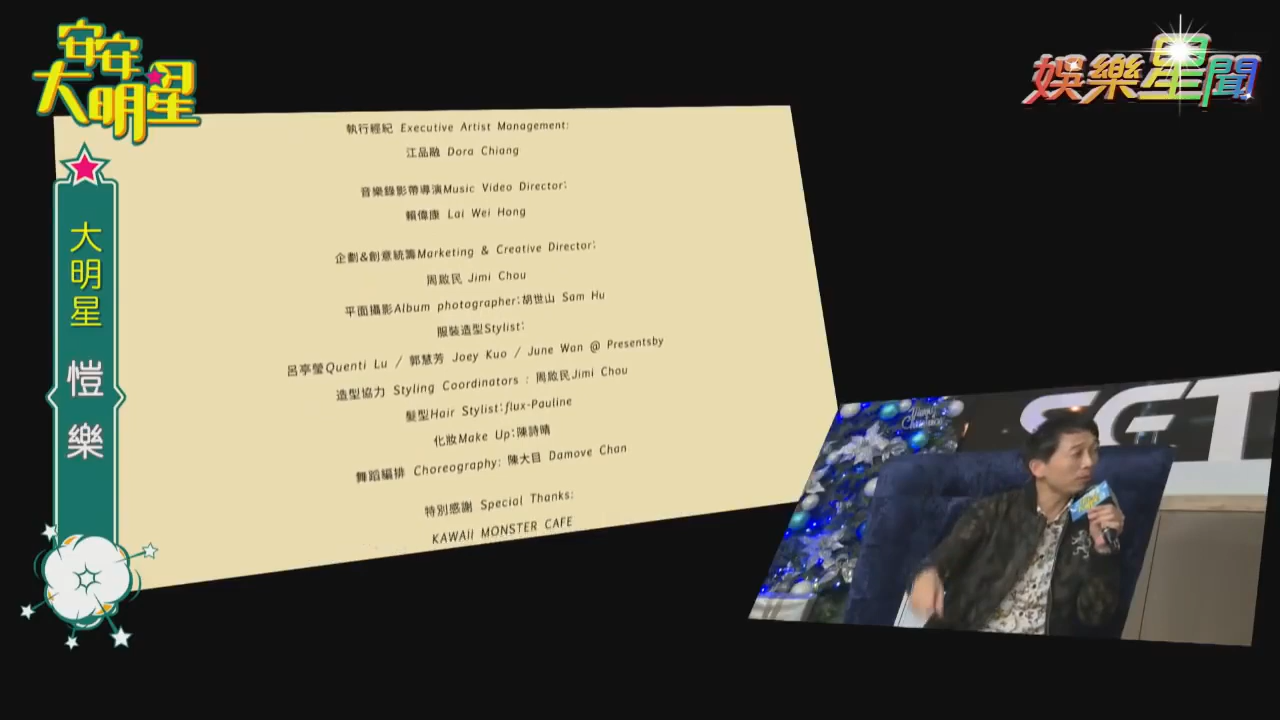 安安
大明星
娛樂星聞
執行經紀 Executive Artist Management:
江品融 Dora Chiang
音樂錄影帶導演Music Video Director:
賴偉康 Lai Wei Hong
企劃&創意統籌Marketing & Creative Director:
周啟民 Jimi Chou
平面攝影Album photographer:胡世山 Sam Hu
服裝造型Stylist:
呂亭瑩Quenti Lu / 郭慧芳 Joey Kuo / June Wan @ Presentsby
造型協力 Styling Coordinators : 周啟民Jimi Chou
髮型Hair Stylist:flux-Pauline
化妝Make Up:陳詩晴
舞蹈編排 Choreography: 陳大目 Damove Chan
特別感謝 Special Thanks:
KAWAii MONSTER CAFE
大明星 愷樂
SET